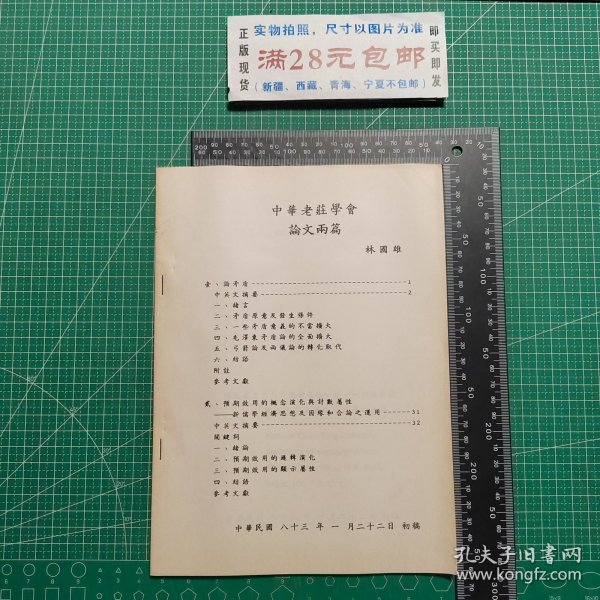 正版现货
实物拍照，尺寸以图片为准
满28元包邮
（新疆、西藏、青海、宁夏不包邮）
即买即发
中華老莊學會
論文兩篇
林國雄
壹、論矛盾 1
中英文摘要 2
一、緒言
二、矛盾原意及發生條件
三、一些矛盾意義的不當擴大
四、毛澤東矛盾論的全面擴大
五、弓箭論及兩儀論的轉化取代
六、結語
附註
參考文獻
貳、預期效用的概念演化與計數屬性
——新儒學經濟思想及因緣和合論之運用 31
中英文摘要 32
關鍵詞
一、緒論
二、預期效用的邏輯演化
三、預期效用的顯示屬性
四、結語
參考文獻
中華民國 八十三 年 一 月二十二日 初稿
孔夫子旧书网
www.kongfz.com